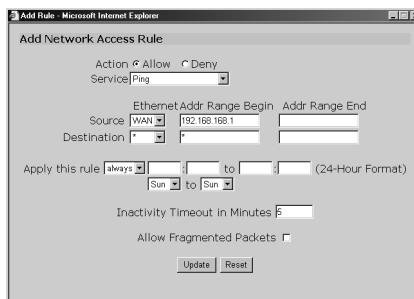 Add Rule - Microsoft Internet Explorer
Add Network Access Rule
Action Allow Deny
Service Ping
Ethernet Addr Range Begin Addr Range End
Source WAN 192.168.168.1
Destination * *
Apply this rule always : to : (24-Hour Format)
Sun to Sun
Inactivity Timeout in Minutes 5
Allow Fragmented Packets
Update Reset